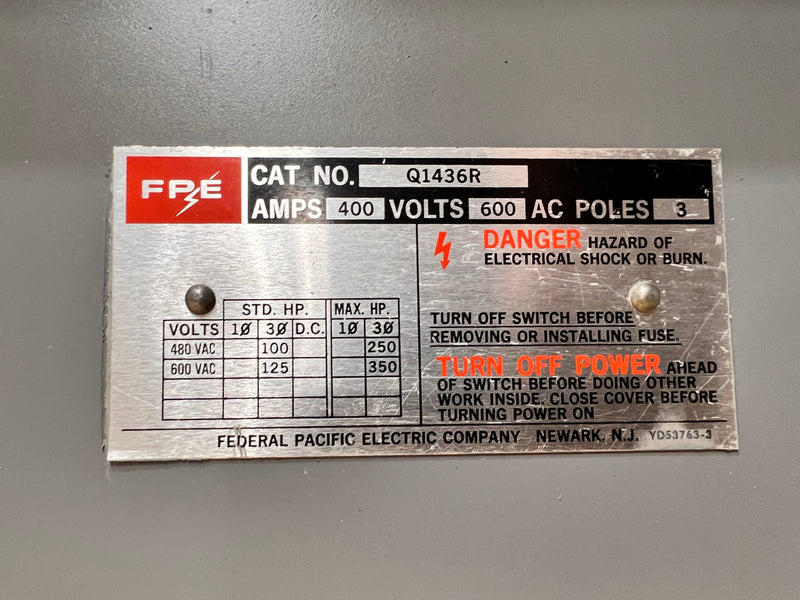 FPE
CAT NO. Q1436R
AMPS 400 VOLTS 600 AC POLES 3
DANGER HAZARD OF
ELECTRICAL SHOCK OR BURN.
TURN OFF SWITCH BEFORE
REMOVING OR INSTALLING FUSE.
TURN OFF POWER AHEAD
OF SWITCH BEFORE DOING OTHER
WORK INSIDE. CLOSE COVER BEFORE
TURNING POWER ON
STD. HP. MAX. HP.
VOLTS 1Ø 3Ø D.C. 1Ø 3Ø
480 VAC 100 250
600 VAC 125 350
FEDERAL PACIFIC ELECTRIC COMPANY NEWARK, N.J. YD53763-3